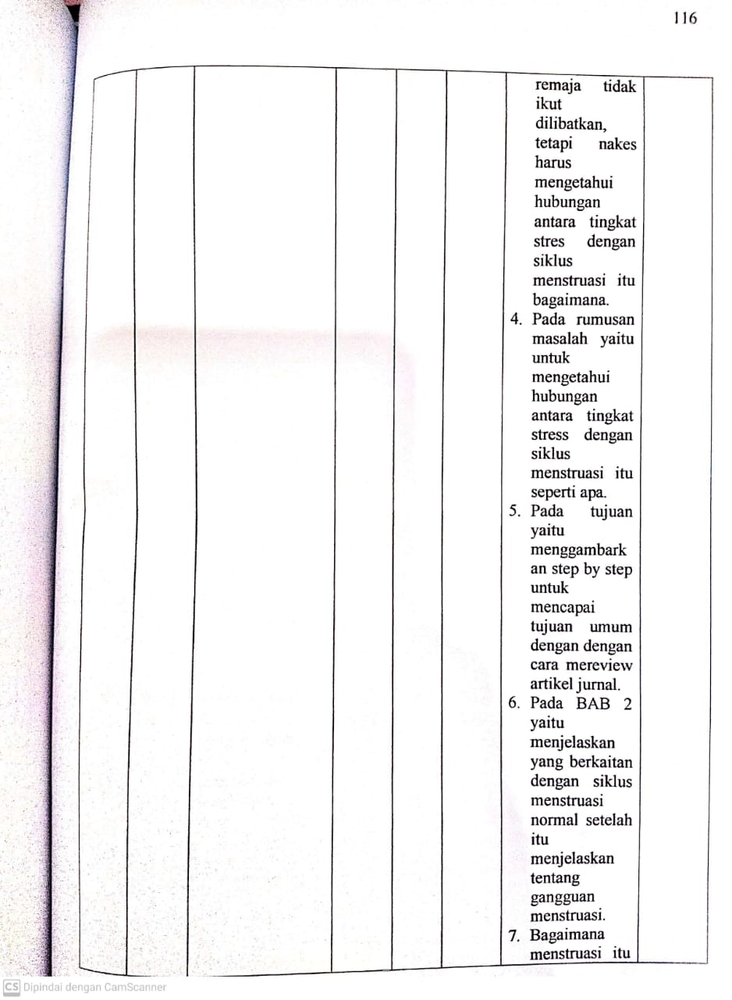 116
remaja tidak
ikut
dilibatkan,
tetapi nakes
harus
mengetahui
hubungan
antara tingkat
stres dengan
siklus
menstruasi itu
bagaimana.
4. Pada rumusan
masalah yaitu
untuk
mengetahui
hubungan
antara tingkat
stress dengan
siklus
menstruasi itu
seperti apa.
5. Pada tujuan
yaitu
menggambark
an step by step
untuk
mencapai
tujuan umum
dengan dengan
cara mereview
artikel jurnal.
6. Pada BAB 2
yaitu
menjelaskan
yang berkaitan
dengan siklus
menstruasi
normal setelah
itu
menjelaskan
tentang
gangguan
menstruasi.
7. Bagaimana
menstruasi itu
CS Dipindai dengan CamScanner